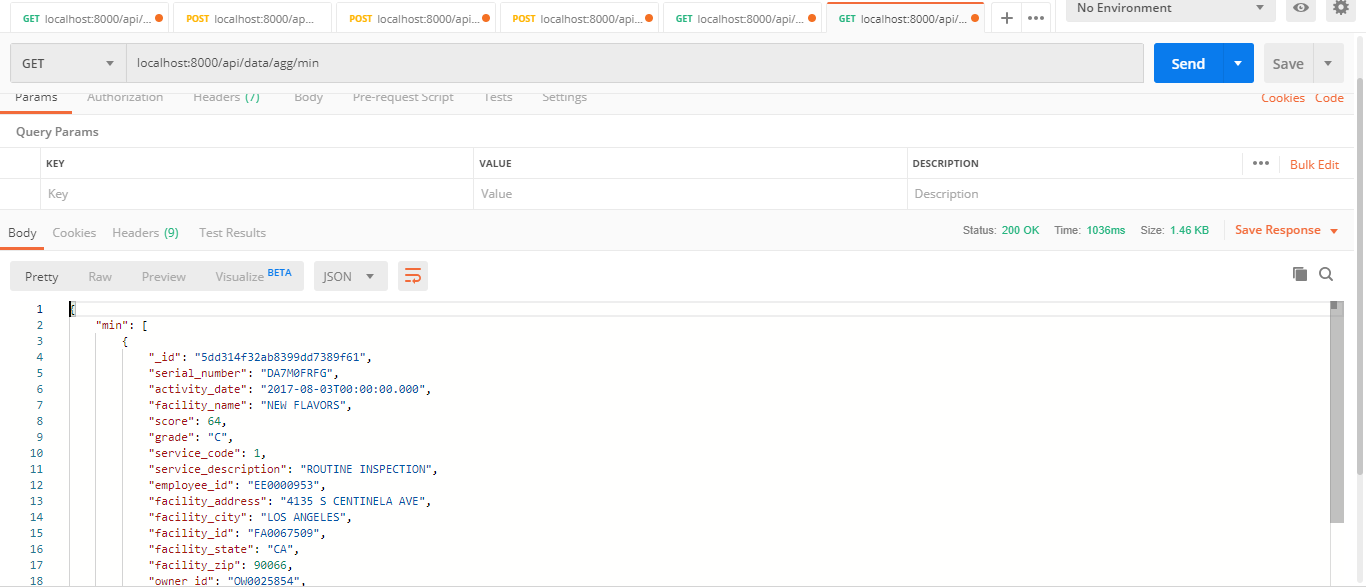 GET localhost:8000/api/... POST localhost:8000/ap... POST localhost:8000/api... POST localhost:8000/api... GET localhost:8000/api/... GET localhost:8000/api/... + ••• No Environment
GET localhost:8000/api/data/agg/min Send Save
Params Authorization Headers (7) Body Pre-request Script Tests Settings Cookies Code
Query Params
KEY VALUE DESCRIPTION ••• Bulk Edit
Key Value Description
Body Cookies Headers (9) Test Results Status: 200 OK Time: 1036ms Size: 1.46 KB Save Response
Pretty Raw Preview Visualize BETA JSON
1 {
2 "min": [
3 {
4 "_id": "5dd314f32ab8399dd7389f61",
5 "serial_number": "DA7M0FRFG",
6 "activity_date": "2017-08-03T00:00:00.000",
7 "facility_name": "NEW FLAVORS",
8 "score": 64,
9 "grade": "C",
10 "service_code": 1,
11 "service_description": "ROUTINE INSPECTION",
12 "employee_id": "EE0000953",
13 "facility_address": "4135 S CENTINELA AVE",
14 "facility_city": "LOS ANGELES",
15 "facility_id": "FA0067509",
16 "facility_state": "CA",
17 "facility_zip": 90066,
18 "owner_id": "OW0025854",